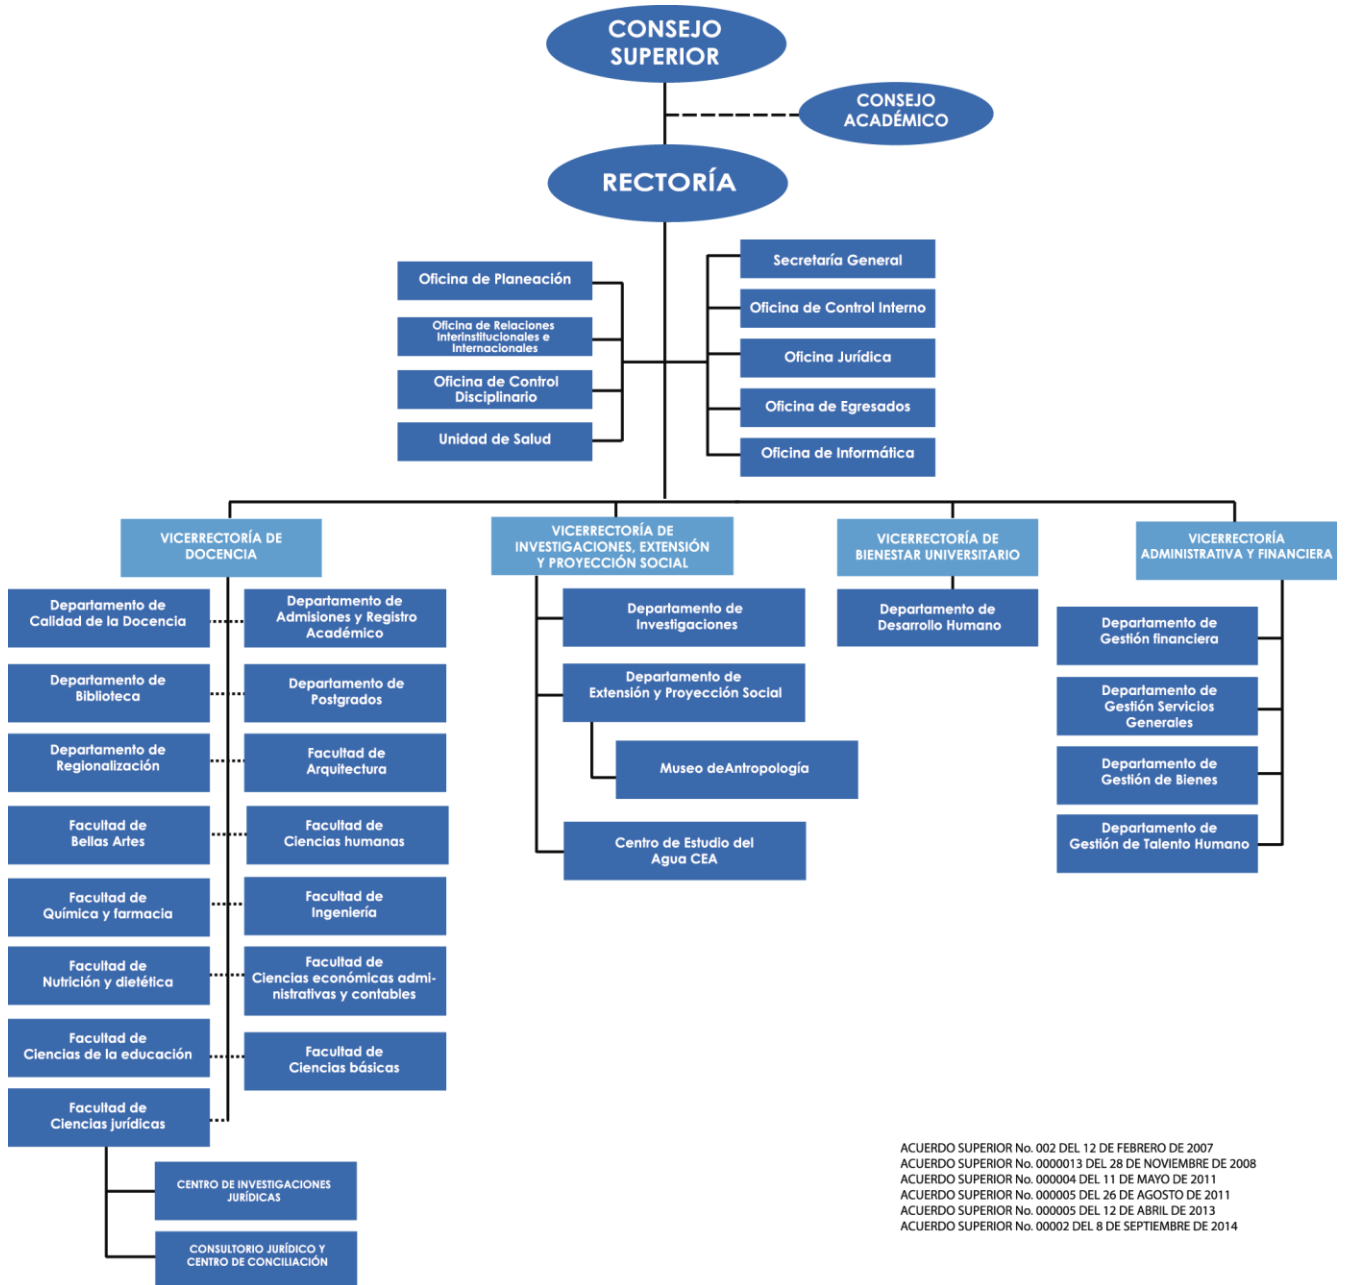 CONSEJO
SUPERIOR
CONSEJO
ACADÉMICO
RECTORÍA
Oficina de Planeación
Oficina de Relaciones
Interinstitucionales e
Internacionales
Oficina de Control
Disciplinario
Unidad de Salud
Secretaría General
Oficina de Control Interno
Oficina Jurídica
Oficina de Egresados
Oficina de Informática
VICERRECTORÍA DE
DOCENCIA
Departamento de
Calidad de la Docencia
Departamento de
Admisiones y Registro
Académico
Departamento de
Biblioteca
Departamento de
Postgrados
Departamento de
Regionalización
Facultad de
Arquitectura
Facultad de
Bellas Artes
Facultad de
Ciencias humanas
Facultad de
Química y farmacia
Facultad de
Ingeniería
Facultad de
Nutrición y dietética
Facultad de
Ciencias económicas admi-
nistrativas y contables
Facultad de
Ciencias de la educación
Facultad de
Ciencias básicas
Facultad de
Ciencias jurídicas
CENTRO DE INVESTIGACIONES
JURÍDICAS
CONSULTORIO JURÍDICO Y
CENTRO DE CONCILIACIÓN
VICERRECTORÍA DE
INVESTIGACIONES, EXTENSIÓN
Y PROYECCIÓN SOCIAL
Departamento de
Investigaciones
Departamento de
Extensión y Proyección Social
Museo deAntropología
Centro de Estudio del
Agua CEA
VICERRECTORÍA DE
BIENESTAR UNIVERSITARIO
Departamento de
Desarrollo Humano
VICERRECTORÍA
ADMINISTRATIVA Y FINANCIERA
Departamento de
Gestión financiera
Departamento de
Gestión Servicios
Generales
Departamento de
Gestión de Bienes
Departamento de
Gestión de Talento Humano
ACUERDO SUPERIOR No. 002 DEL 12 DE FEBRERO DE 2007
ACUERDO SUPERIOR No. 0000013 DEL 28 DE NOVIEMBRE DE 2008
ACUERDO SUPERIOR No. 000004 DEL 11 DE MAYO DE 2011
ACUERDO SUPERIOR No. 000005 DEL 26 DE AGOSTO DE 2011
ACUERDO SUPERIOR No. 000005 DEL 12 DE ABRIL DE 2013
ACUERDO SUPERIOR No. 00002 DEL 8 DE SEPTIEMBRE DE 2014